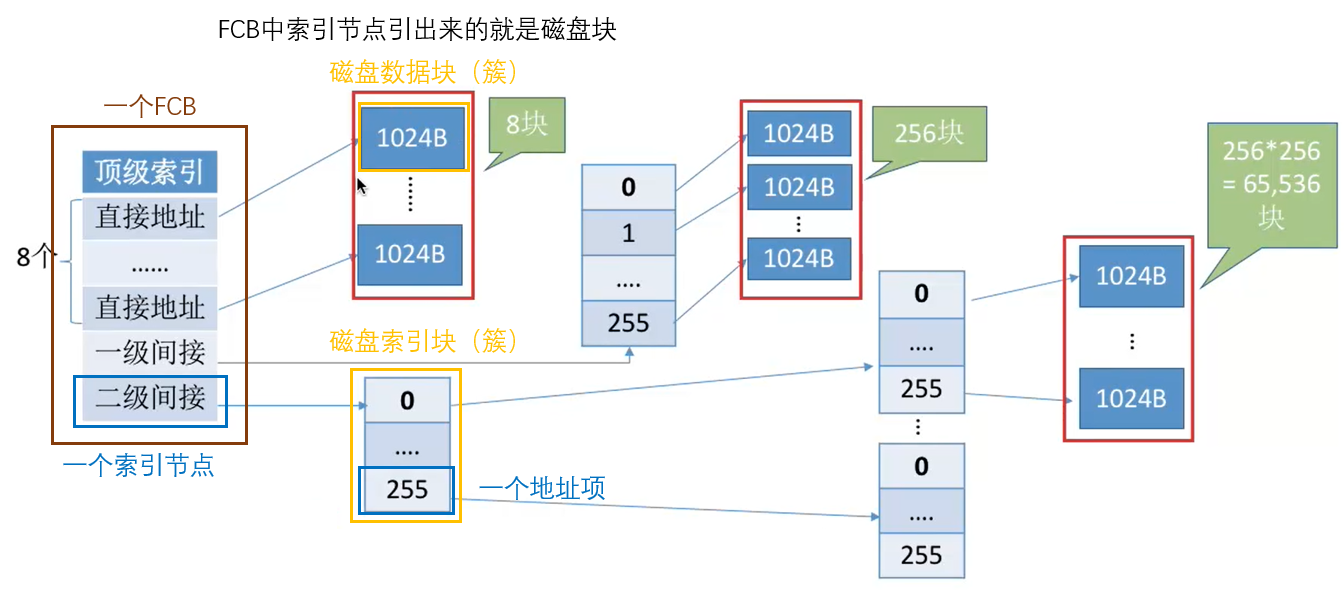 FCB中索引节点引出来的就是磁盘块
磁盘数据块（簇）
一个FCB
顶级索引
直接地址
......
直接地址
一级间接
二级间接
8个
一个索引节点
1024B
1024B
8块
磁盘索引块（簇）
0
....
255
一个地址项
0
1
....
255
1024B
1024B
1024B
256块
0
....
255
0
....
255
1024B
1024B
256*256
= 65,536
块